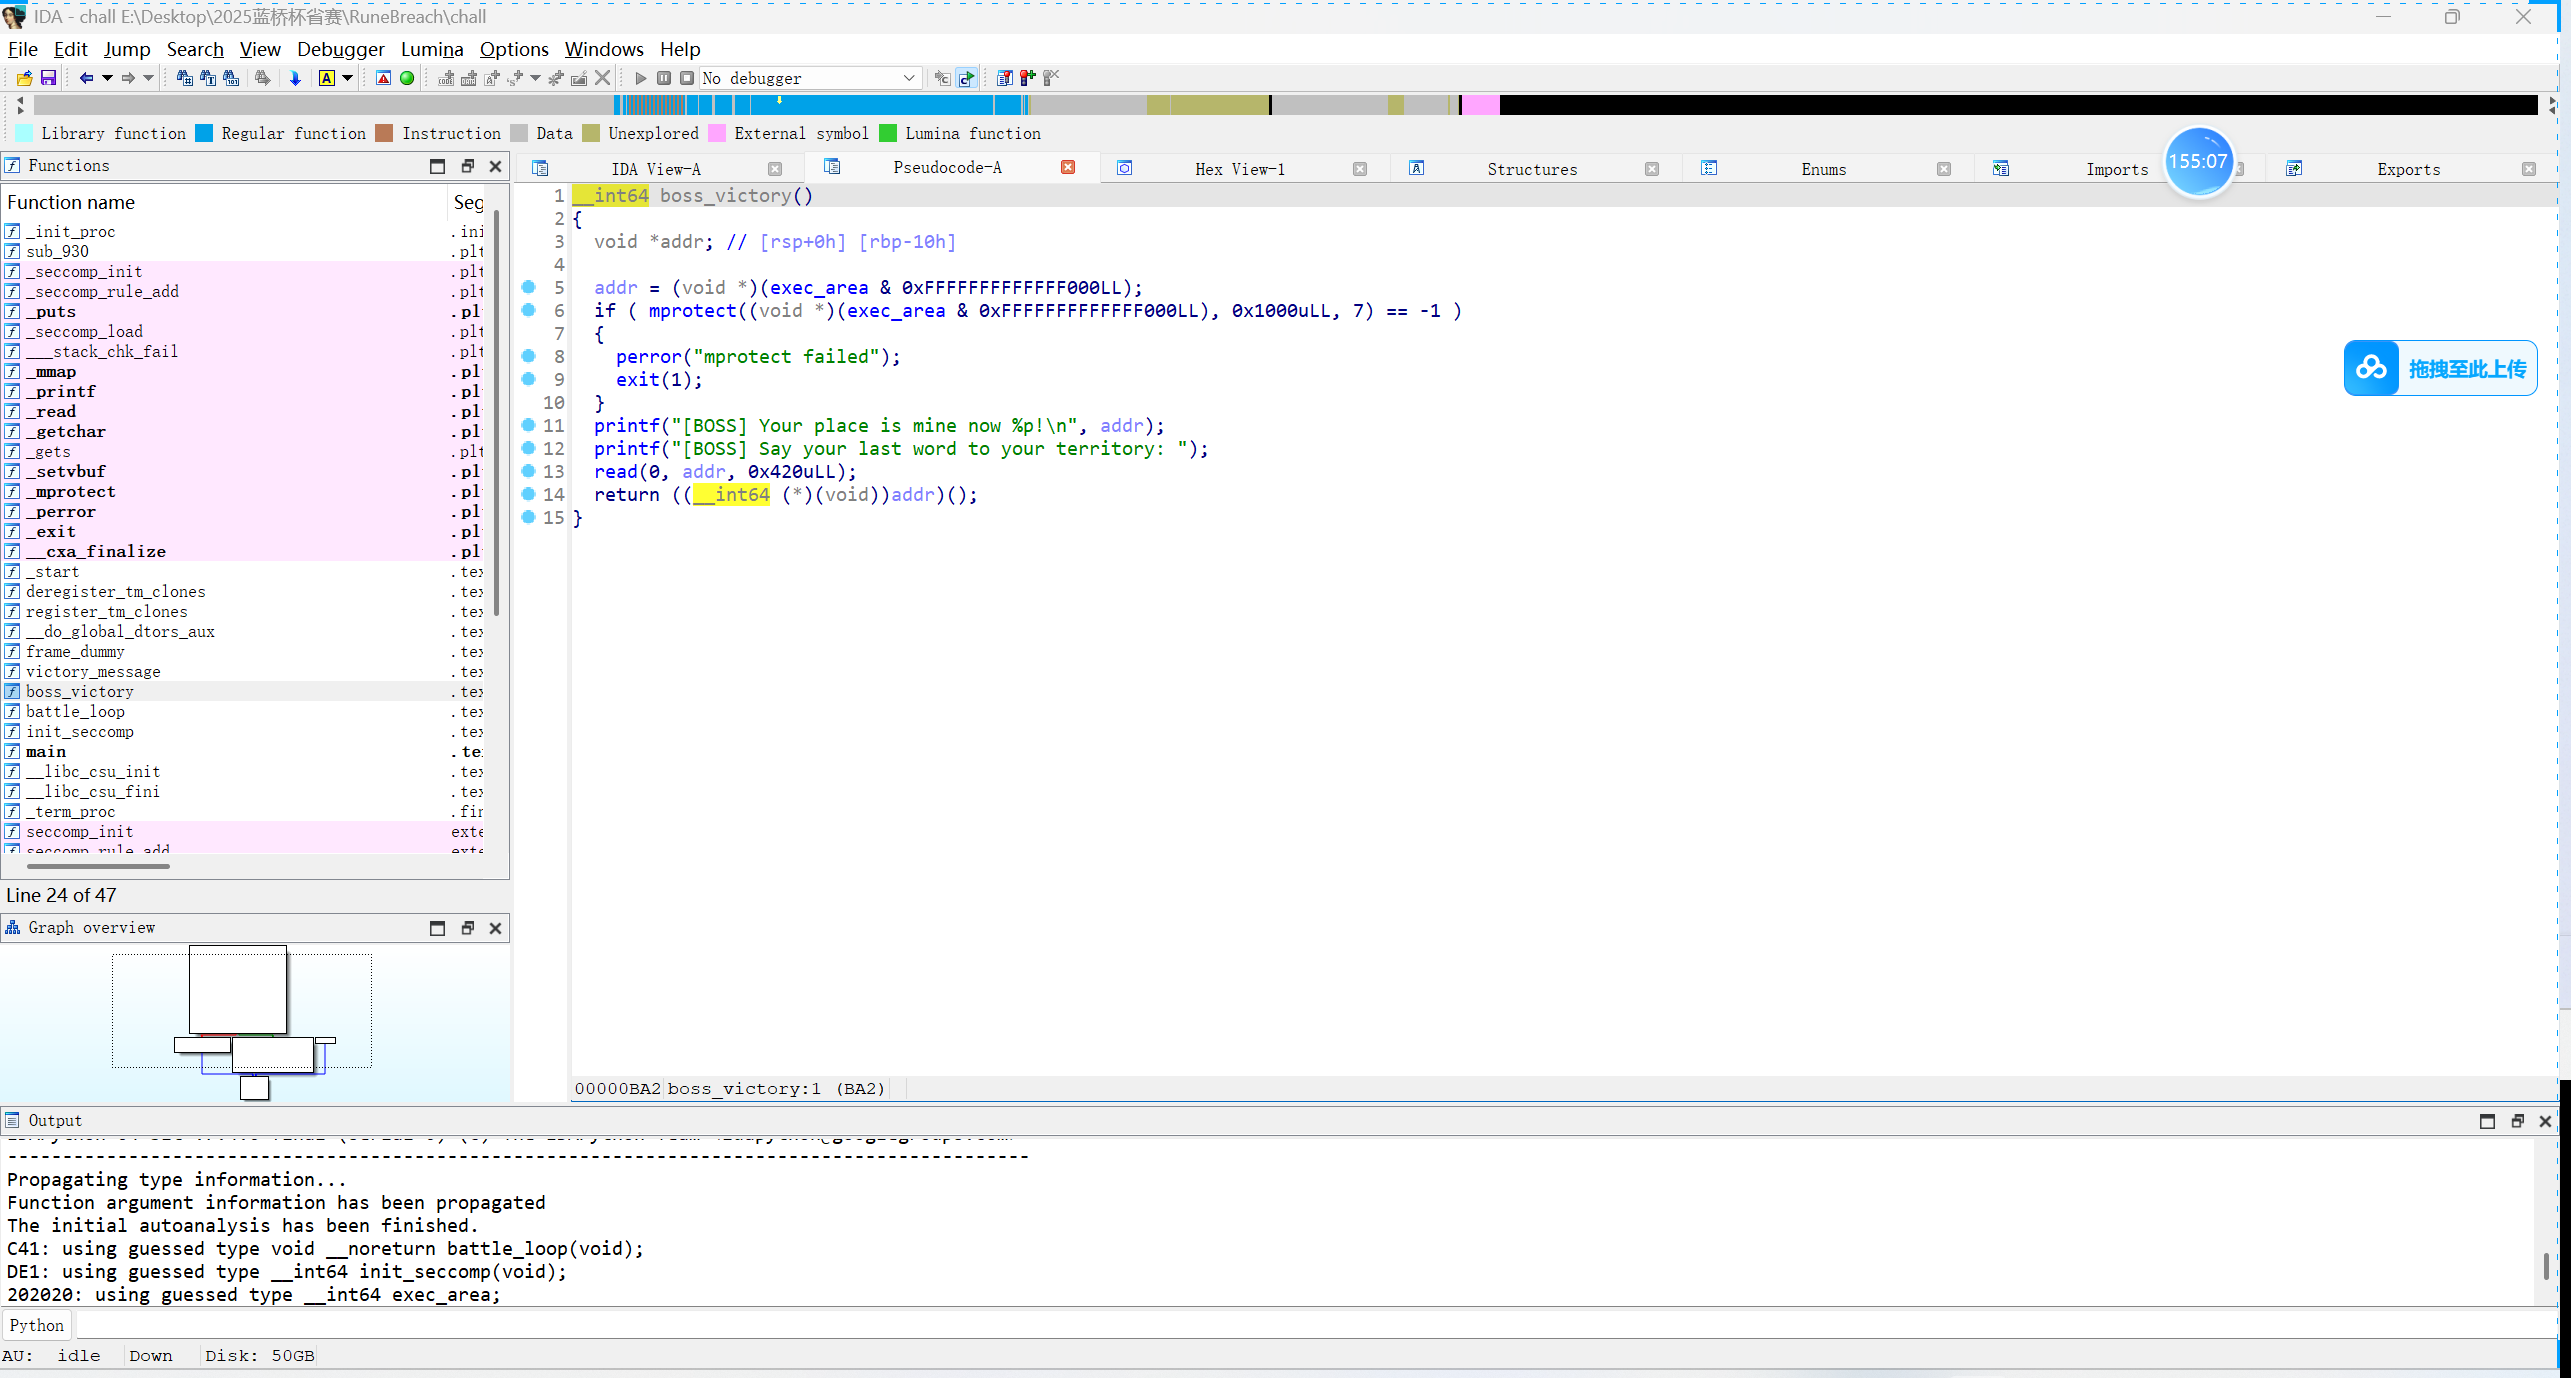 IDA - chall E:\Desktop\2025蓝桥杯省赛\RuneBreach\chall
File Edit Jump Search View Debugger Lumina Options Windows Help
No debugger
Library function Regular function Instruction Data Unexplored External symbol Lumina function
Functions
IDA View-A Pseudocode-A Hex View-1 Structures Enums Imports Exports
155:07
Function name Seg
_init_proc .ini
sub_930 .plt
_seccomp_init .plt
_seccomp_rule_add .plt
_puts .pl
_seccomp_load .plt
___stack_chk_fail .plt
_mmap .pl
_printf .pl
_read .pl
_getchar .pl
_gets .plt
_setvbuf .pl
_mprotect .pl
_perror .pl
_exit .pl
__cxa_finalize .pl
_start .tex
deregister_tm_clones .tex
register_tm_clones .tex
__do_global_dtors_aux .tex
frame_dummy .tex
victory_message .tex
boss_victory .tex
battle_loop .tex
init_seccomp .tex
main .te
__libc_csu_init .tex
__libc_csu_fini .tex
_term_proc .fin
seccomp_init exte
seccomp_rule_add exte
Line 24 of 47
Graph overview
1 __int64 boss_victory()
2 {
3 void *addr; // [rsp+0h] [rbp-10h]
4
5 addr = (void *)(exec_area & 0xFFFFFFFFFFFFF000LL);
6 if ( mprotect((void *)(exec_area & 0xFFFFFFFFFFFFF000LL), 0x1000uLL, 7) == -1 )
7 {
8 perror("mprotect failed");
9 exit(1);
10 }
11 printf("[BOSS] Your place is mine now %p!\n", addr);
12 printf("[BOSS] Say your last word to your territory: ");
13 read(0, addr, 0x420uLL);
14 return ((__int64 (*)(void))addr)();
15 }
拖拽至此上传
00000BA2 boss_victory:1 (BA2)
Output
--------------------------------------------------------------------------------------------
Propagating type information...
Function argument information has been propagated
The initial autoanalysis has been finished.
C41: using guessed type void __noreturn battle_loop(void);
DE1: using guessed type __int64 init_seccomp(void);
202020: using guessed type __int64 exec_area;
Python
AU: idle Down Disk: 50GB